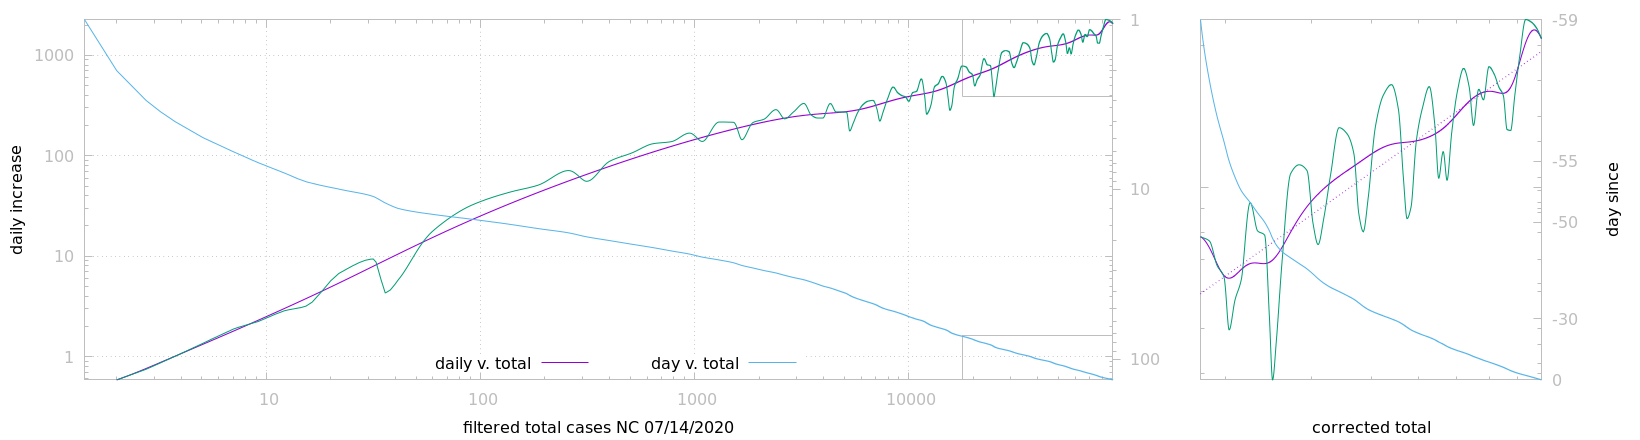 1000
100
10
1
daily increase
daily v. total
day v. total
10
100
1000
10000
filtered total cases NC 07/14/2020
1
10
100
-59
-55
-50
-30
0
day since
corrected total